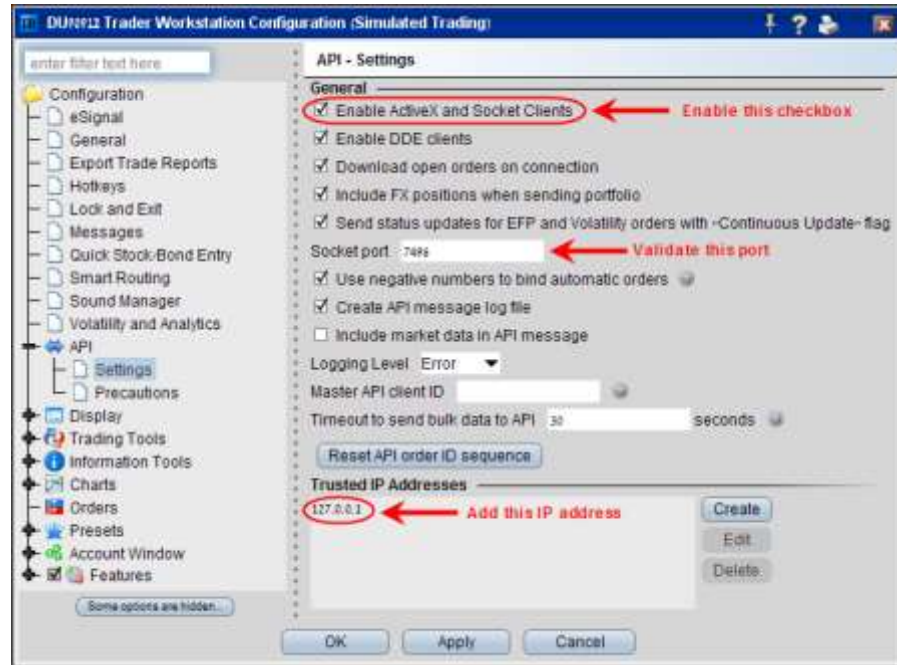 Trader Workstation Configuration (Simulated Trading)
enter filter text here
Configuration
eSignal
General
Export Trade Reports
Hotkeys
Lock and Exit
Messages
Quick Stock-Bond Entry
Smart Routing
Sound Manager
Volatility and Analytics
API
Settings
Precautions
Display
Trading Tools
Information Tools
Charts
Orders
Presets
Account Window
Features
Some options are hidden...
API - Settings
General
Enable ActiveX and Socket Clients Enable this checkbox
Enable DDE clients
Download open orders on connection
Include FX positions when sending portfolio
Send status updates for EFP and Volatility orders with -Continuous Update- flag
Socket port 7496 Validate this port
Use negative numbers to bind automatic orders
Create API message log file
Include market data in API message
Logging Level Error
Master API client ID
Timeout to send bulk data to API 30 seconds
Reset API order ID sequence
Trusted IP Addresses
127.0.0.1 Add this IP address
Create
Edit
Delete
OK Apply Cancel